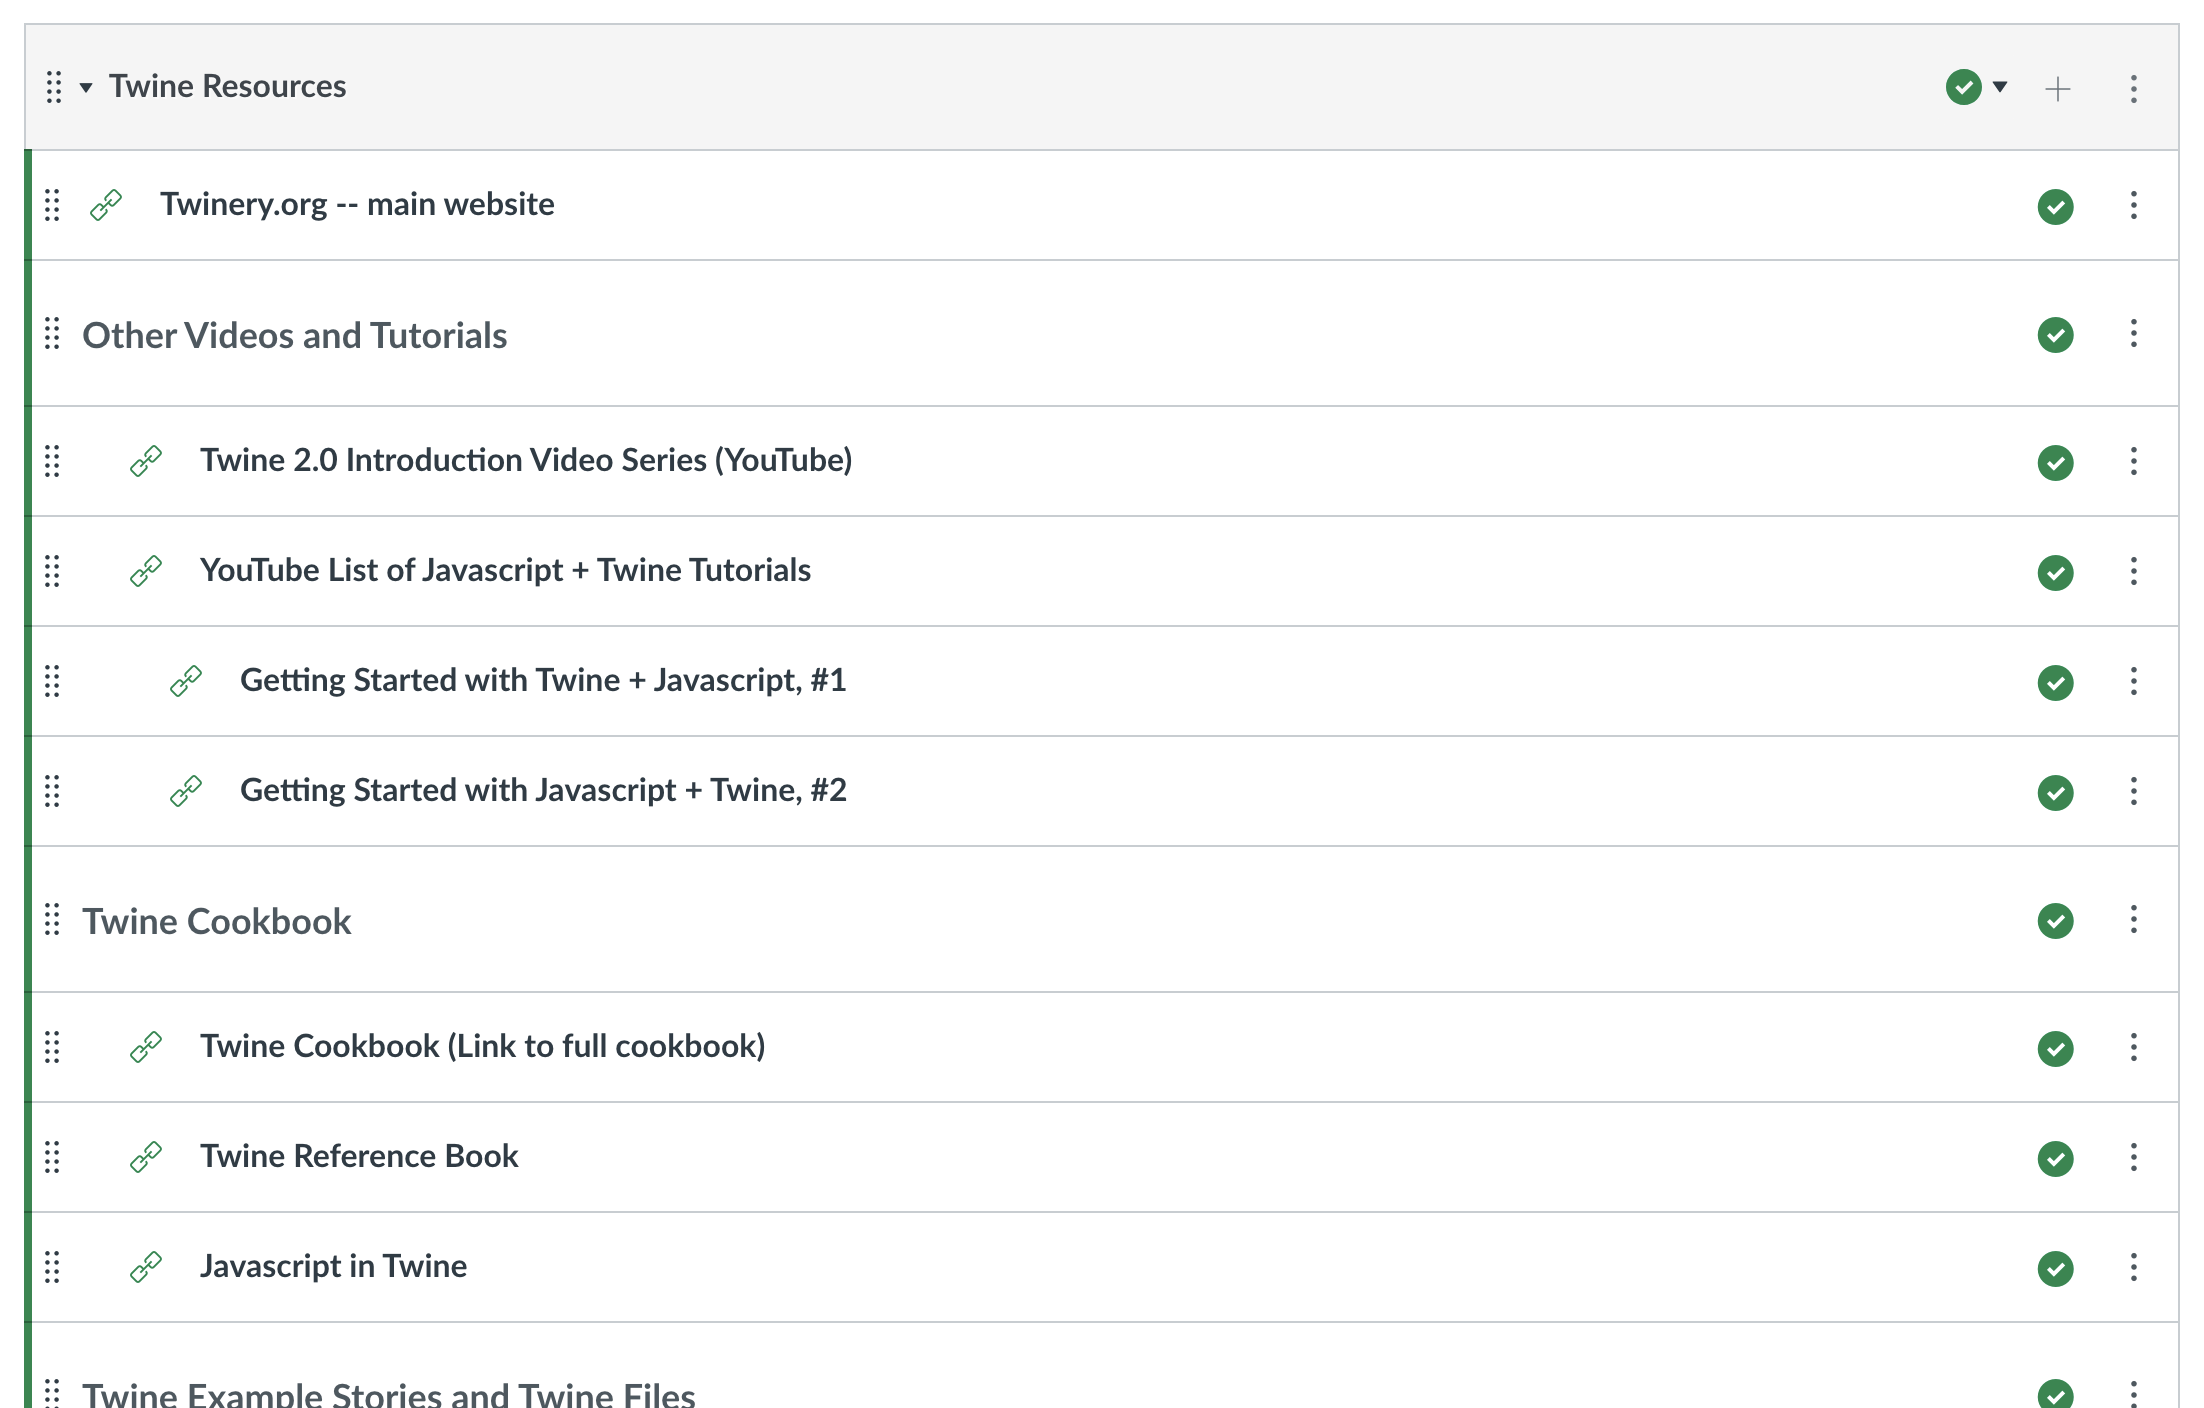 Twine Resources
Twinery.org -- main website
Other Videos and Tutorials
Twine 2.0 Introduction Video Series (YouTube)
YouTube List of Javascript + Twine Tutorials
Getting Started with Twine + Javascript, #1
Getting Started with Javascript + Twine, #2
Twine Cookbook
Twine Cookbook (Link to full cookbook)
Twine Reference Book
Javascript in Twine
Twine Example Stories and Twine Files